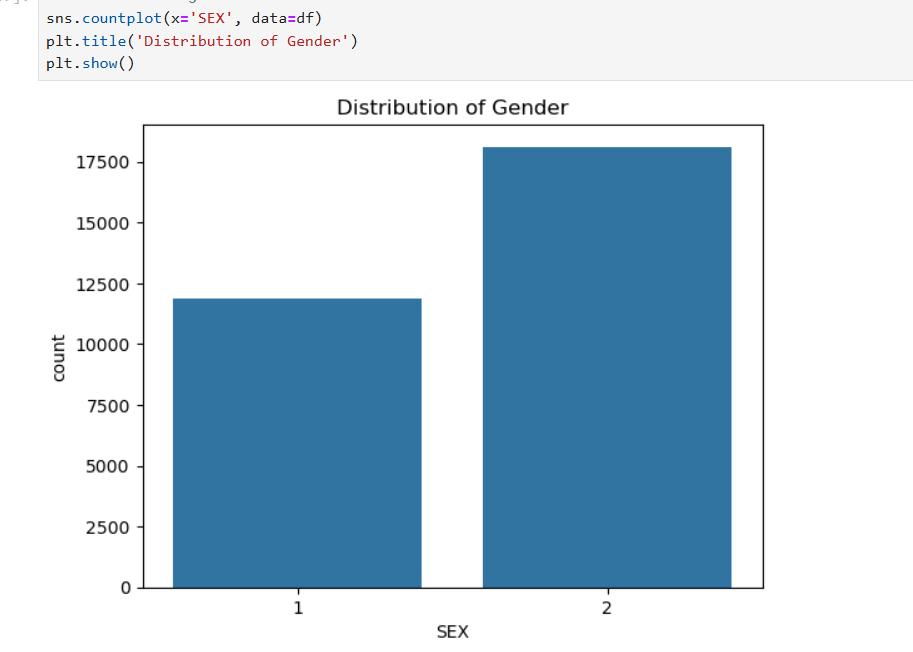 sns.countplot(x='SEX', data=df)
plt.title('Distribution of Gender')
plt.show()
Distribution of Gender
17500
15000
12500
10000
7500
5000
2500
0
count
1 2
SEX